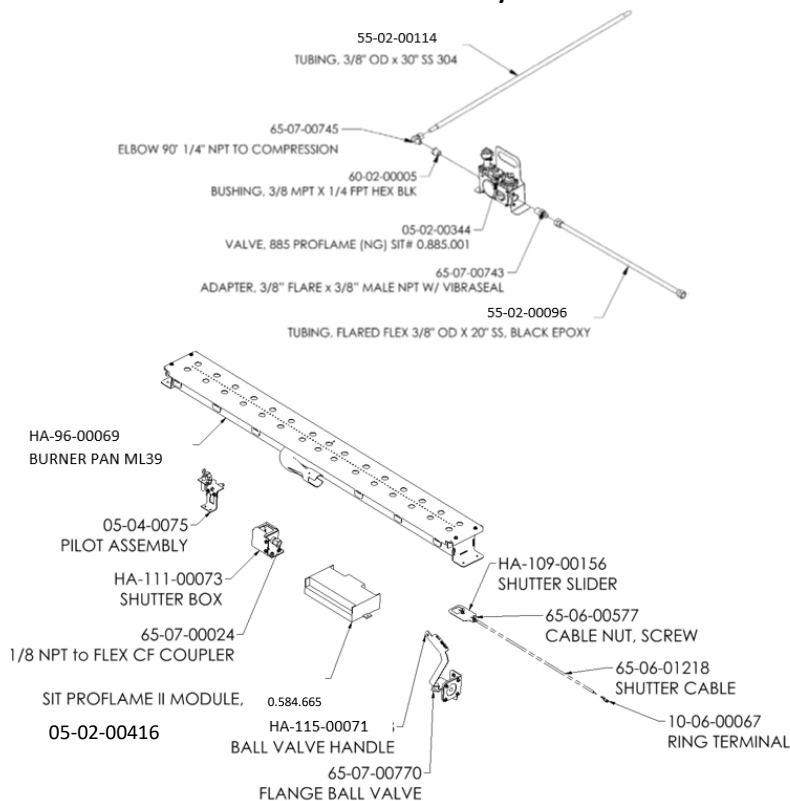 55-02-00114
TUBING, 3/8" OD x 30" SS 304
65-07-00745
ELBOW 90° 1/4" NPT TO COMPRESSION
60-02-00005
BUSHING, 3/8 MPT X 1/4 FPT HEX BLK
05-02-00344
VALVE, 885 PROFLAME (NG) SIT# 0.885.001
65-07-00743
ADAPTER, 3/8" FLARE x 3/8" MALE NPT W/ VIBRASEAL
55-02-00096
TUBING, FLARED FLEX 3/8" OD X 20" SS, BLACK EPOXY
HA-96-00069
BURNER PAN ML39
05-04-0075
PILOT ASSEMBLY
HA-111-00073
SHUTTER BOX
65-07-00024
1/8 NPT to FLEX CF COUPLER
SIT PROFLAME II MODULE, 0.584.665
05-02-00416
HA-115-00071
BALL VALVE HANDLE
65-07-00770
FLANGE BALL VALVE
HA-109-00156
SHUTTER SLIDER
65-06-00577
CABLE NUT, SCREW
65-06-01218
SHUTTER CABLE
10-06-00067
RING TERMINAL